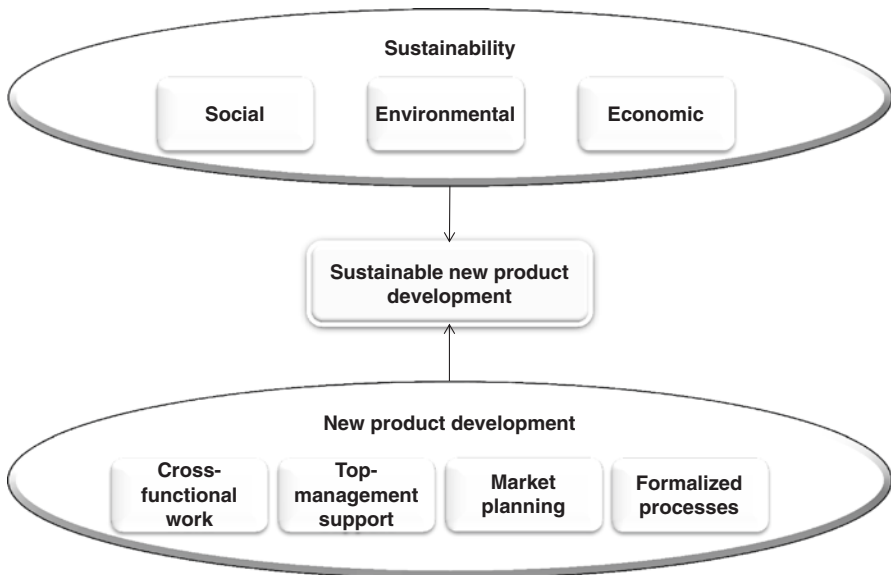 Sustainability
Social
Environmental
Economic
Sustainable new product
development
New product development
Cross-
functional
work
Top-
management
support
Market
planning
Formalized
processes